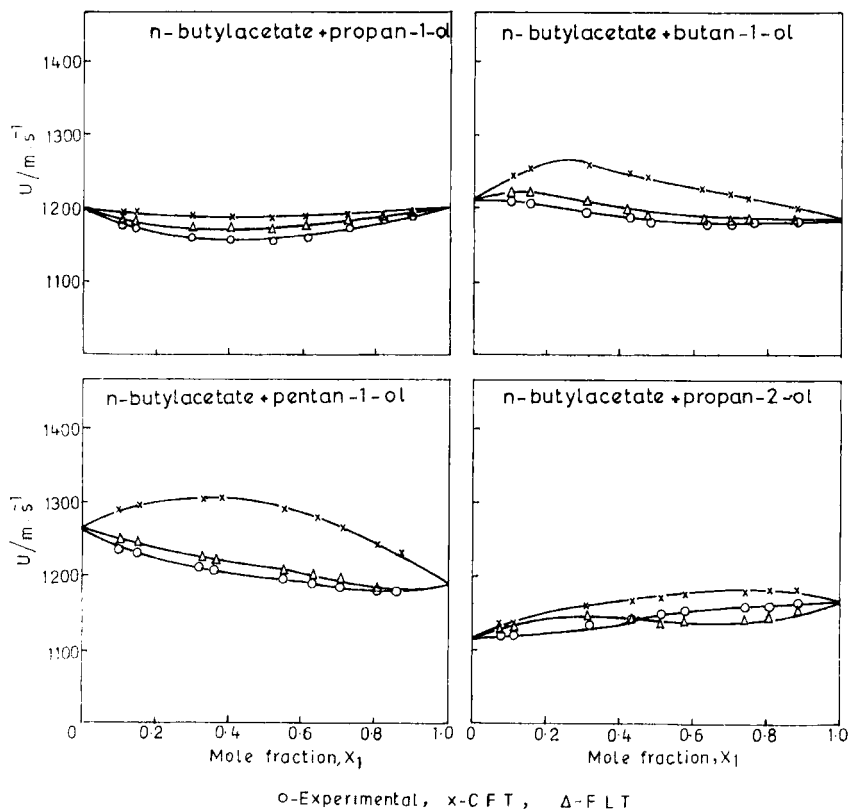 n-butylacetate+propan-1-ol
n-butylacetate+butan-1-ol
1400
1300
1200
1100
U/m·s⁻¹
n-butylacetate+pentan-1-ol
n-butylacetate+propan-2-ol
1400
1300
1200
1100
0
U/m·s⁻¹
0 0·2 0·4 0·6 0·8 1·0
0 0·2 0·4 0·6 0·8 1.0
Mole fraction, X₁
Mole fraction, X₁
o-Experimental, x-CFT, Δ-FLT